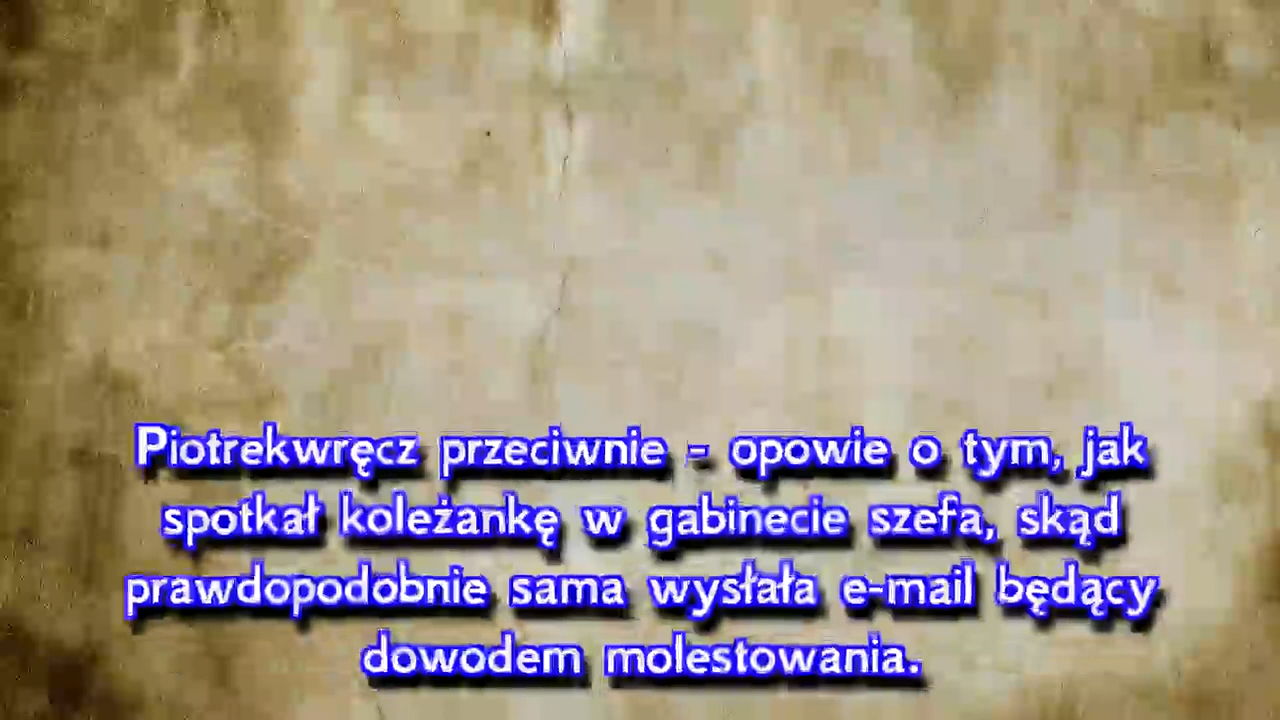 Piotrekwręcz przeciwnie - opowie o tym, jak
spotkał koleżankę w gabinecie szefa, skąd
prawdopodobnie sama wysłała e-mail będący
dowodem molestowania.